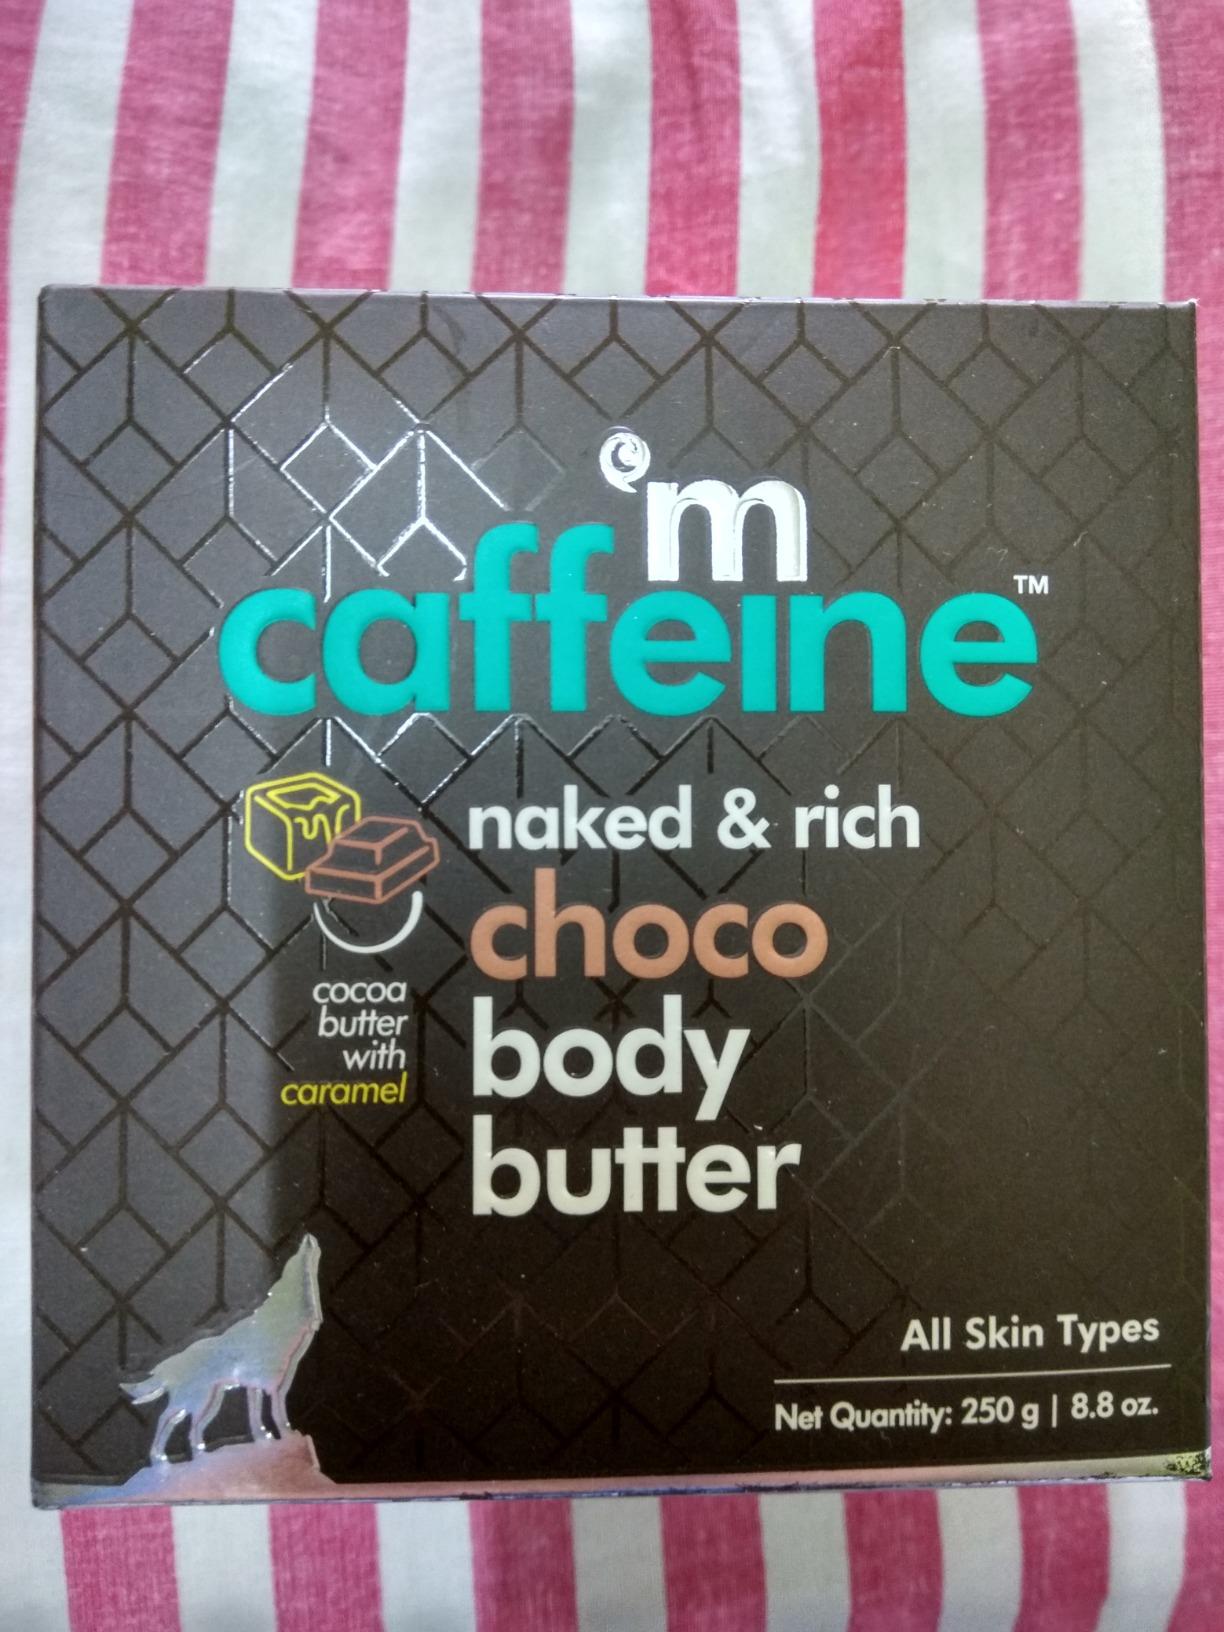 'm
caffeine™
naked & rich
choco
body
butter
cocoa
butter
with
caramel
All Skin Types
Net Quantity: 250 g | 8.8 oz.